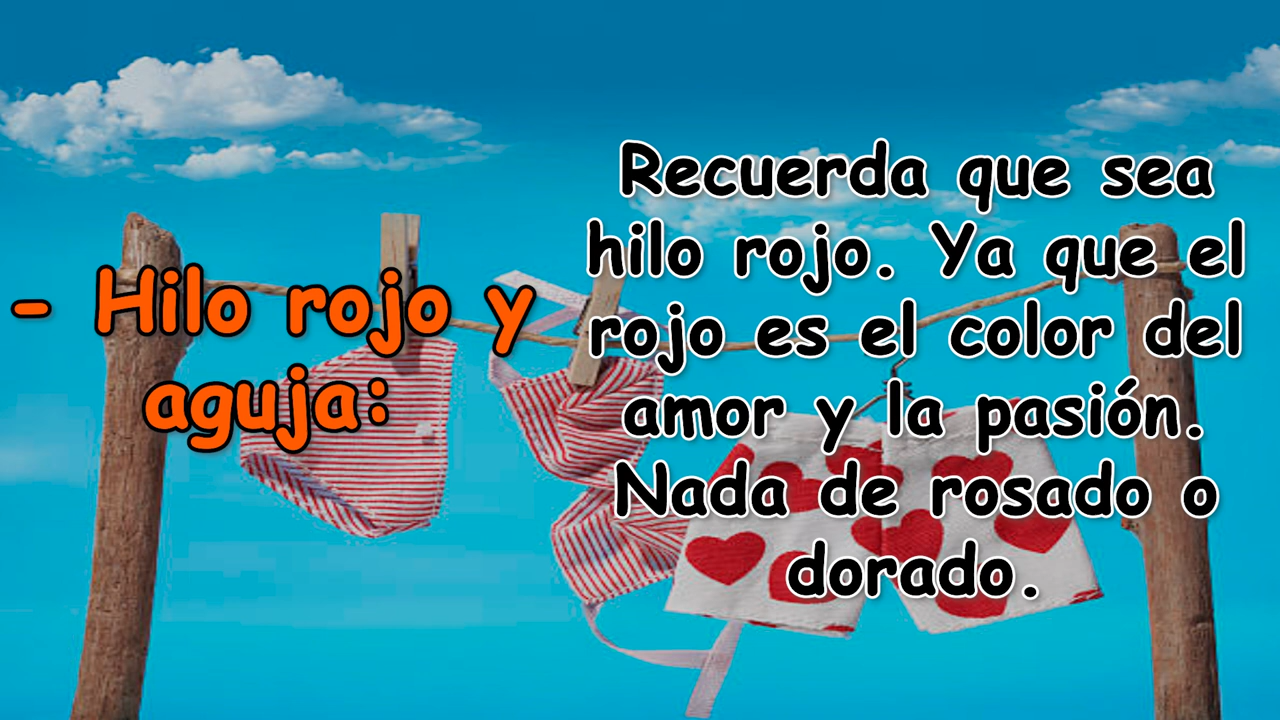 - Hilo rojo y
aguja:
Recuerda que sea
hilo rojo. Ya que el
rojo es el color del
amor y la pasión.
Nada de rosado o
dorado.